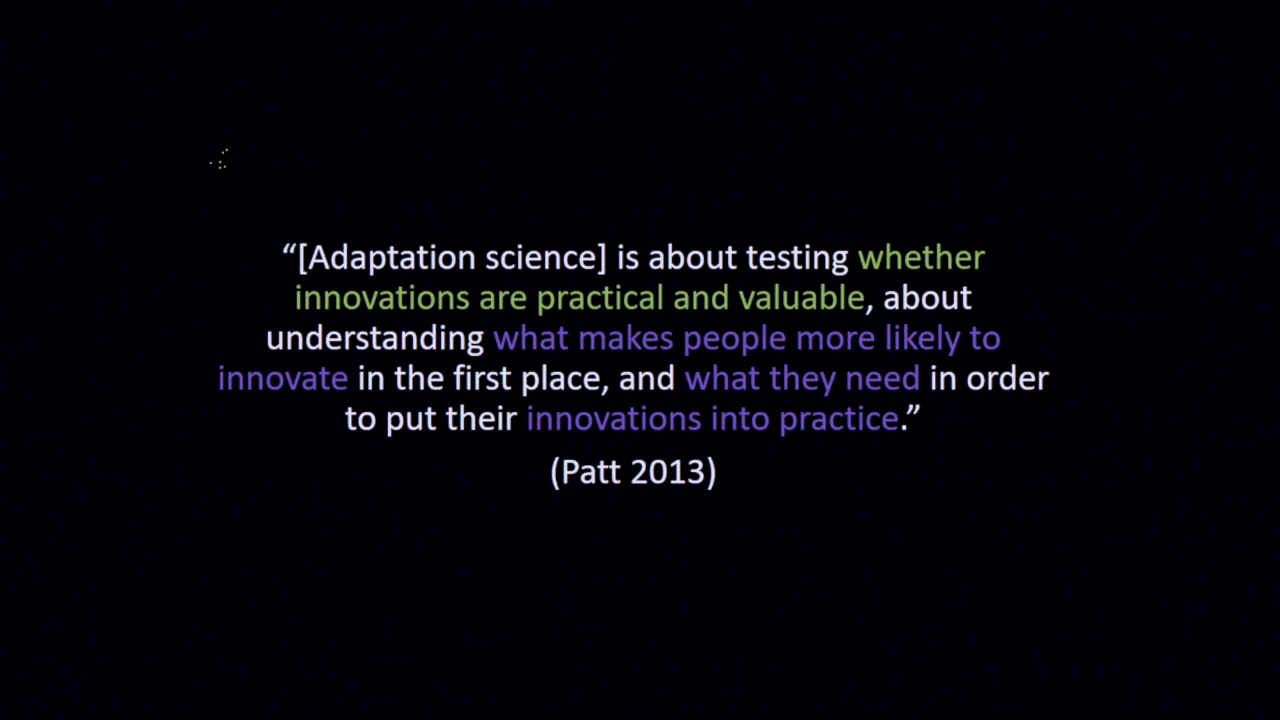 “[Adaptation science] is about testing whether
innovations are practical and valuable, about
understanding what makes people more likely to
innovate in the first place, and what they need in order
to put their innovations into practice.”
(Patt 2013)